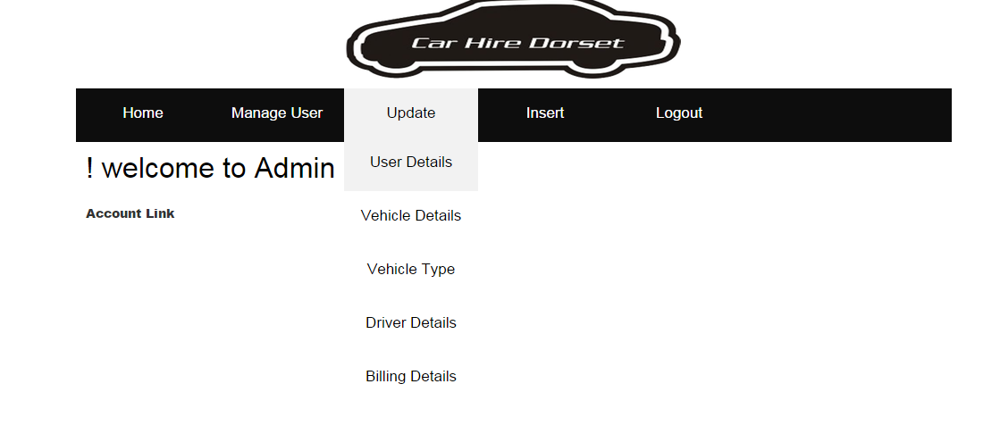 Car Hire Dorset
Home Manage User Update Insert Logout
User Details
! welcome to Admin
Account Link
Vehicle Details
Vehicle Type
Driver Details
Billing Details